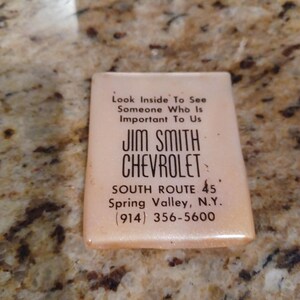 Look Inside To See
Someone Who Is
Important To Us
JIM SMITH
CHEVROLET
SOUTH ROUTE 45
Spring Valley, N.Y.
(914) 356-5600